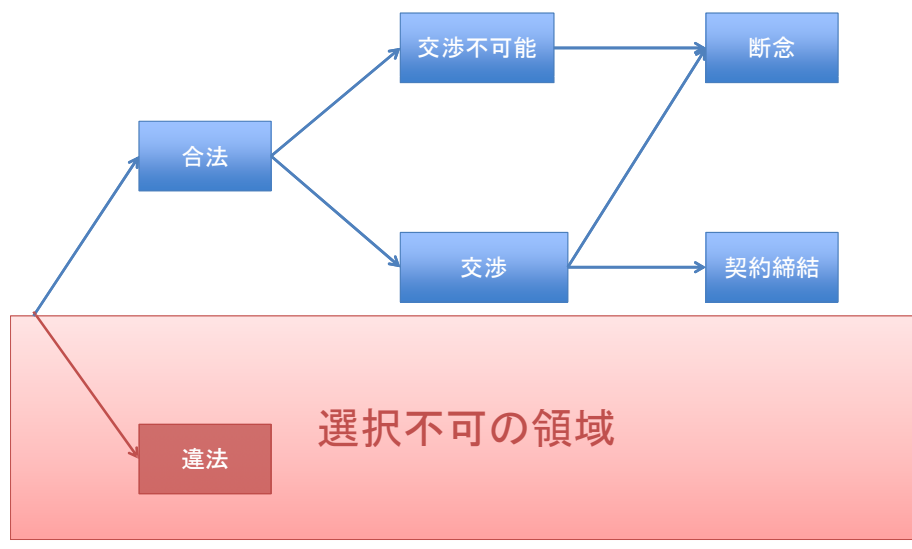 交渉不可能
断念
合法
交渉
契約締結
選択不可の領域
違法